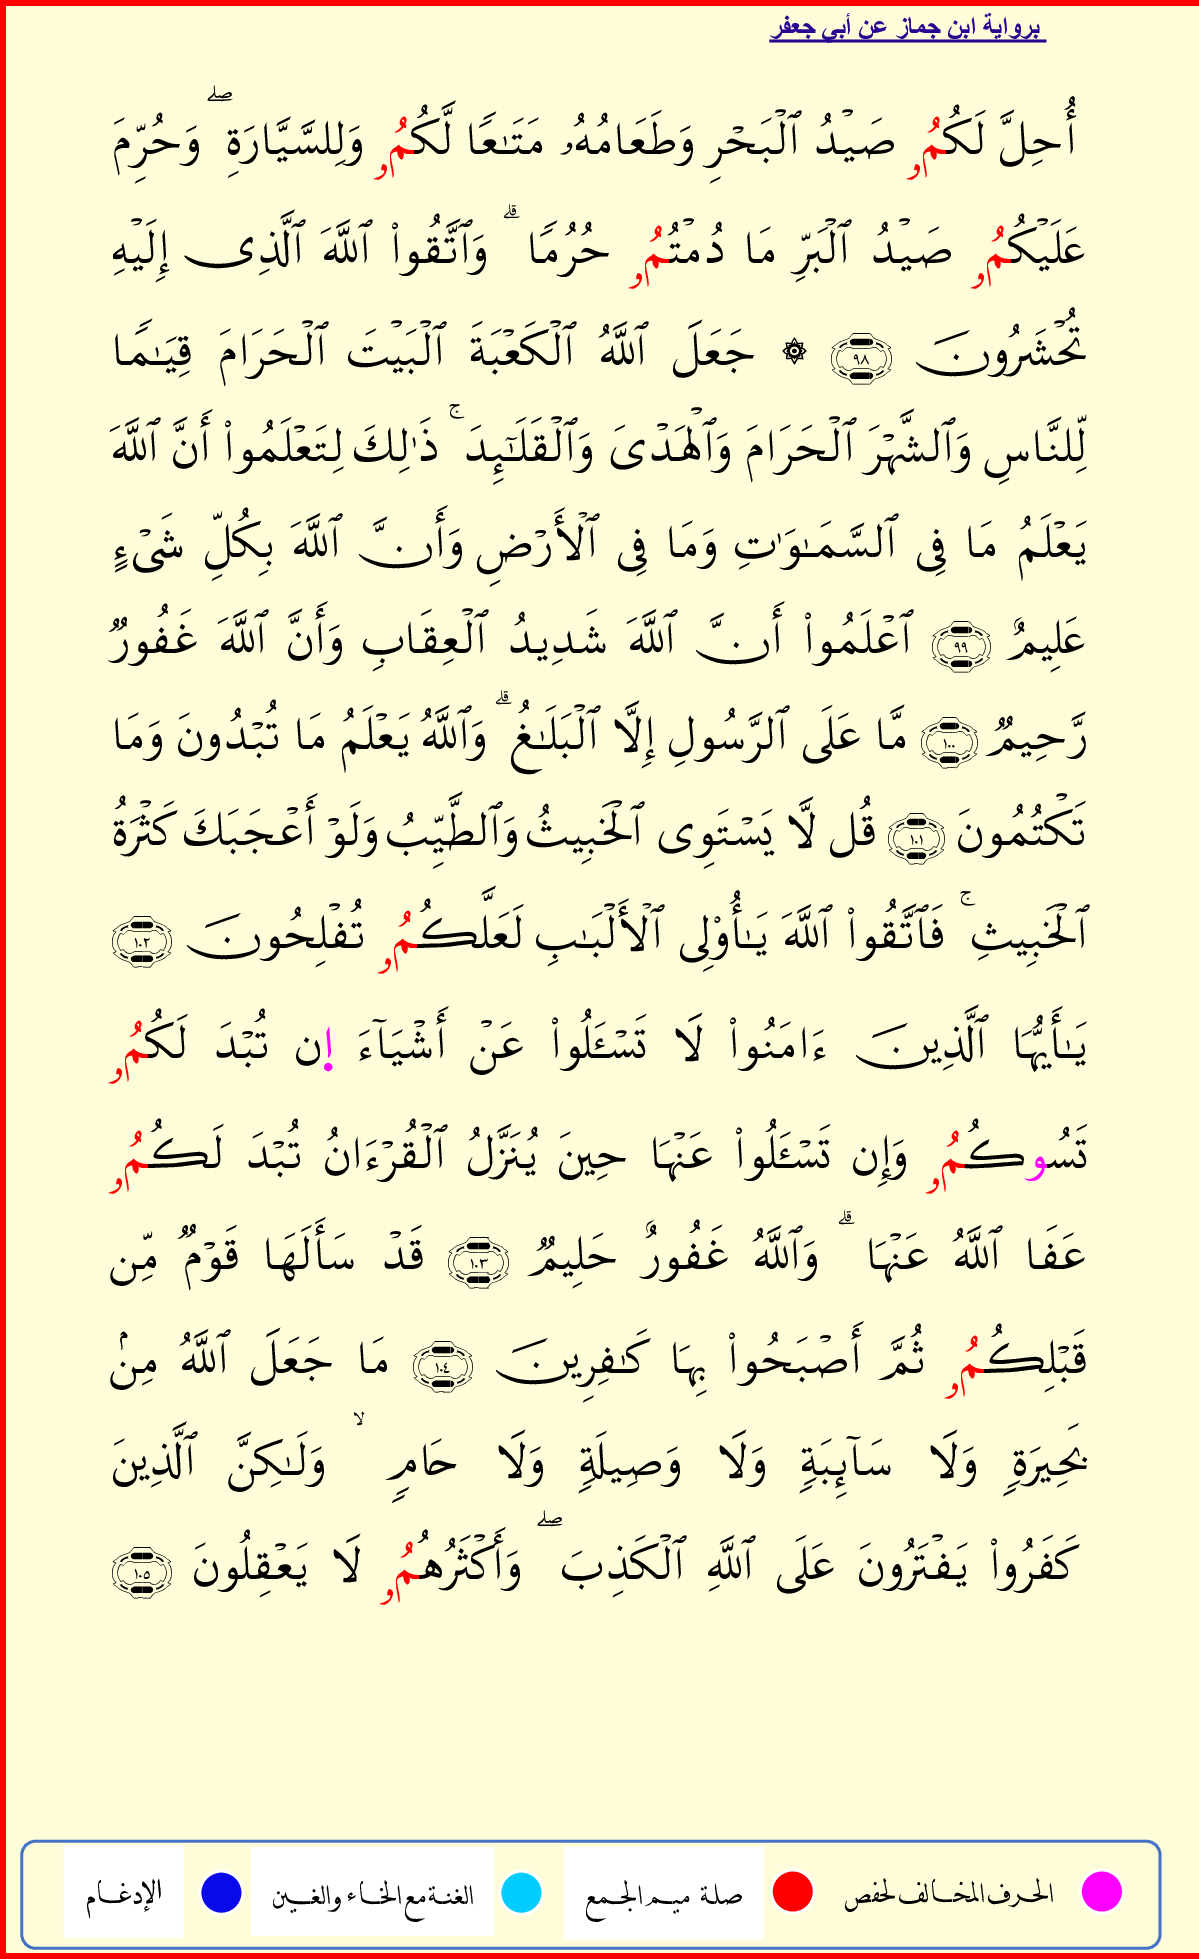 برواية ابن جماز عن أبي جعفر
أُحِلَّ لَكُمُۥ صَيۡدُ ٱلۡبَحۡرِ وَطَعَامُهُۥ مَتَٰعٗا لَّكُمُۥ وَلِلسَّيَّارَةِۖ وَحُرِّمَ
عَلَيۡكُمُۥ صَيۡدُ ٱلۡبَرِّ مَا دُمۡتُمُۥ حُرُمٗاۗ وَٱتَّقُواْ ٱللَّهَ ٱلَّذِي إِلَيۡهِ
تُحۡشَرُونَ ٩٨ ۞ جَعَلَ ٱللَّهُ ٱلۡكَعۡبَةَ ٱلۡبَيۡتَ ٱلۡحَرَامَ قِيَٰمٗا
لِّلنَّاسِ وَٱلشَّهۡرَ ٱلۡحَرَامَ وَٱلۡهَدۡيَ وَٱلۡقَلَٰٓئِدَۚ ذَٰلِكَ لِتَعۡلَمُواْ أَنَّ ٱللَّهَ
يَعۡلَمُ مَا فِي ٱلسَّمَٰوَٰتِ وَمَا فِي ٱلۡأَرۡضِ وَأَنَّ ٱللَّهَ بِكُلِّ شَيۡءٍ
عَلِيمٌ ٩٩ ٱعۡلَمُواْ أَنَّ ٱللَّهَ شَدِيدُ ٱلۡعِقَابِ وَأَنَّ ٱللَّهَ غَفُورٞ
رَّحِيمٞ ١٠٠ مَّا عَلَى ٱلرَّسُولِ إِلَّا ٱلۡبَلَٰغُۗ وَٱللَّهُ يَعۡلَمُ مَا تُبۡدُونَ وَمَا
تَكۡتُمُونَ ١٠١ قُل لَّا يَسۡتَوِي ٱلۡخَبِيثُ وَٱلطَّيِّبُ وَلَوۡ أَعۡجَبَكَ كَثۡرَةُ
ٱلۡخَبِيثِۚ فَٱتَّقُواْ ٱللَّهَ يَٰأُوْلِي ٱلۡأَلۡبَٰبِ لَعَلَّكُمُۥ تُفۡلِحُونَ ١٠٢
يَٰأَيُّهَا ٱلَّذِينَ ءَامَنُواْ لَا تَسۡـَٔلُواْ عَنۡ أَشۡيَآءَ اِن تُبۡدَ لَكُمُۥ
تَسُوكُمُۥ وَإِن تَسۡـَٔلُواْ عَنۡهَا حِينَ يُنَزَّلُ ٱلۡقُرۡءَانُ تُبۡدَ لَكُمُۥ
عَفَا ٱللَّهُ عَنۡهَاۗ وَٱللَّهُ غَفُورٌ حَلِيمٞ ١٠٣ قَدۡ سَأَلَهَا قَوۡمٞ مِّن
قَبۡلِكُمُۥ ثُمَّ أَصۡبَحُواْ بِهَا كَٰفِرِينَ ١٠٤ مَا جَعَلَ ٱللَّهُ مِنۢ
بَحِيرَةٖ وَلَا سَآئِبَةٖ وَلَا وَصِيلَةٖ وَلَا حَامٖۙ وَلَٰكِنَّ ٱلَّذِينَ
كَفَرُواْ يَفۡتَرُونَ عَلَى ٱللَّهِ ٱلۡكَذِبَۖ وَأَكۡثَرُهُمُۥ لَا يَعۡقِلُونَ ١٠٥
الحرف المخالف لحفص صلة ميم الجمع الغنة مع الخاء والغين الإدغام